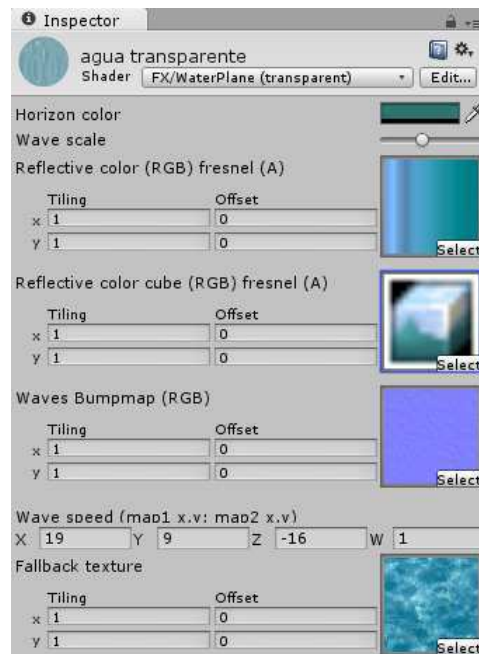 Inspector
agua transparente
Shader FX/WaterPlane (transparent) Edit...
Horizon color
Wave scale
Reflective color (RGB) fresnel (A)
Tiling Offset
x 1 0
y 1 0
Select
Reflective color cube (RGB) fresnel (A)
Tiling Offset
x 1 0
y 1 0
Select
Waves Bumpmap (RGB)
Tiling Offset
x 1 0
y 1 0
Select
Wave speed (map1 x,y; map2 x,y)
X 19 Y 9 Z -16 W 1
Fallback texture
Tiling Offset
x 1 0
y 1 0
Select